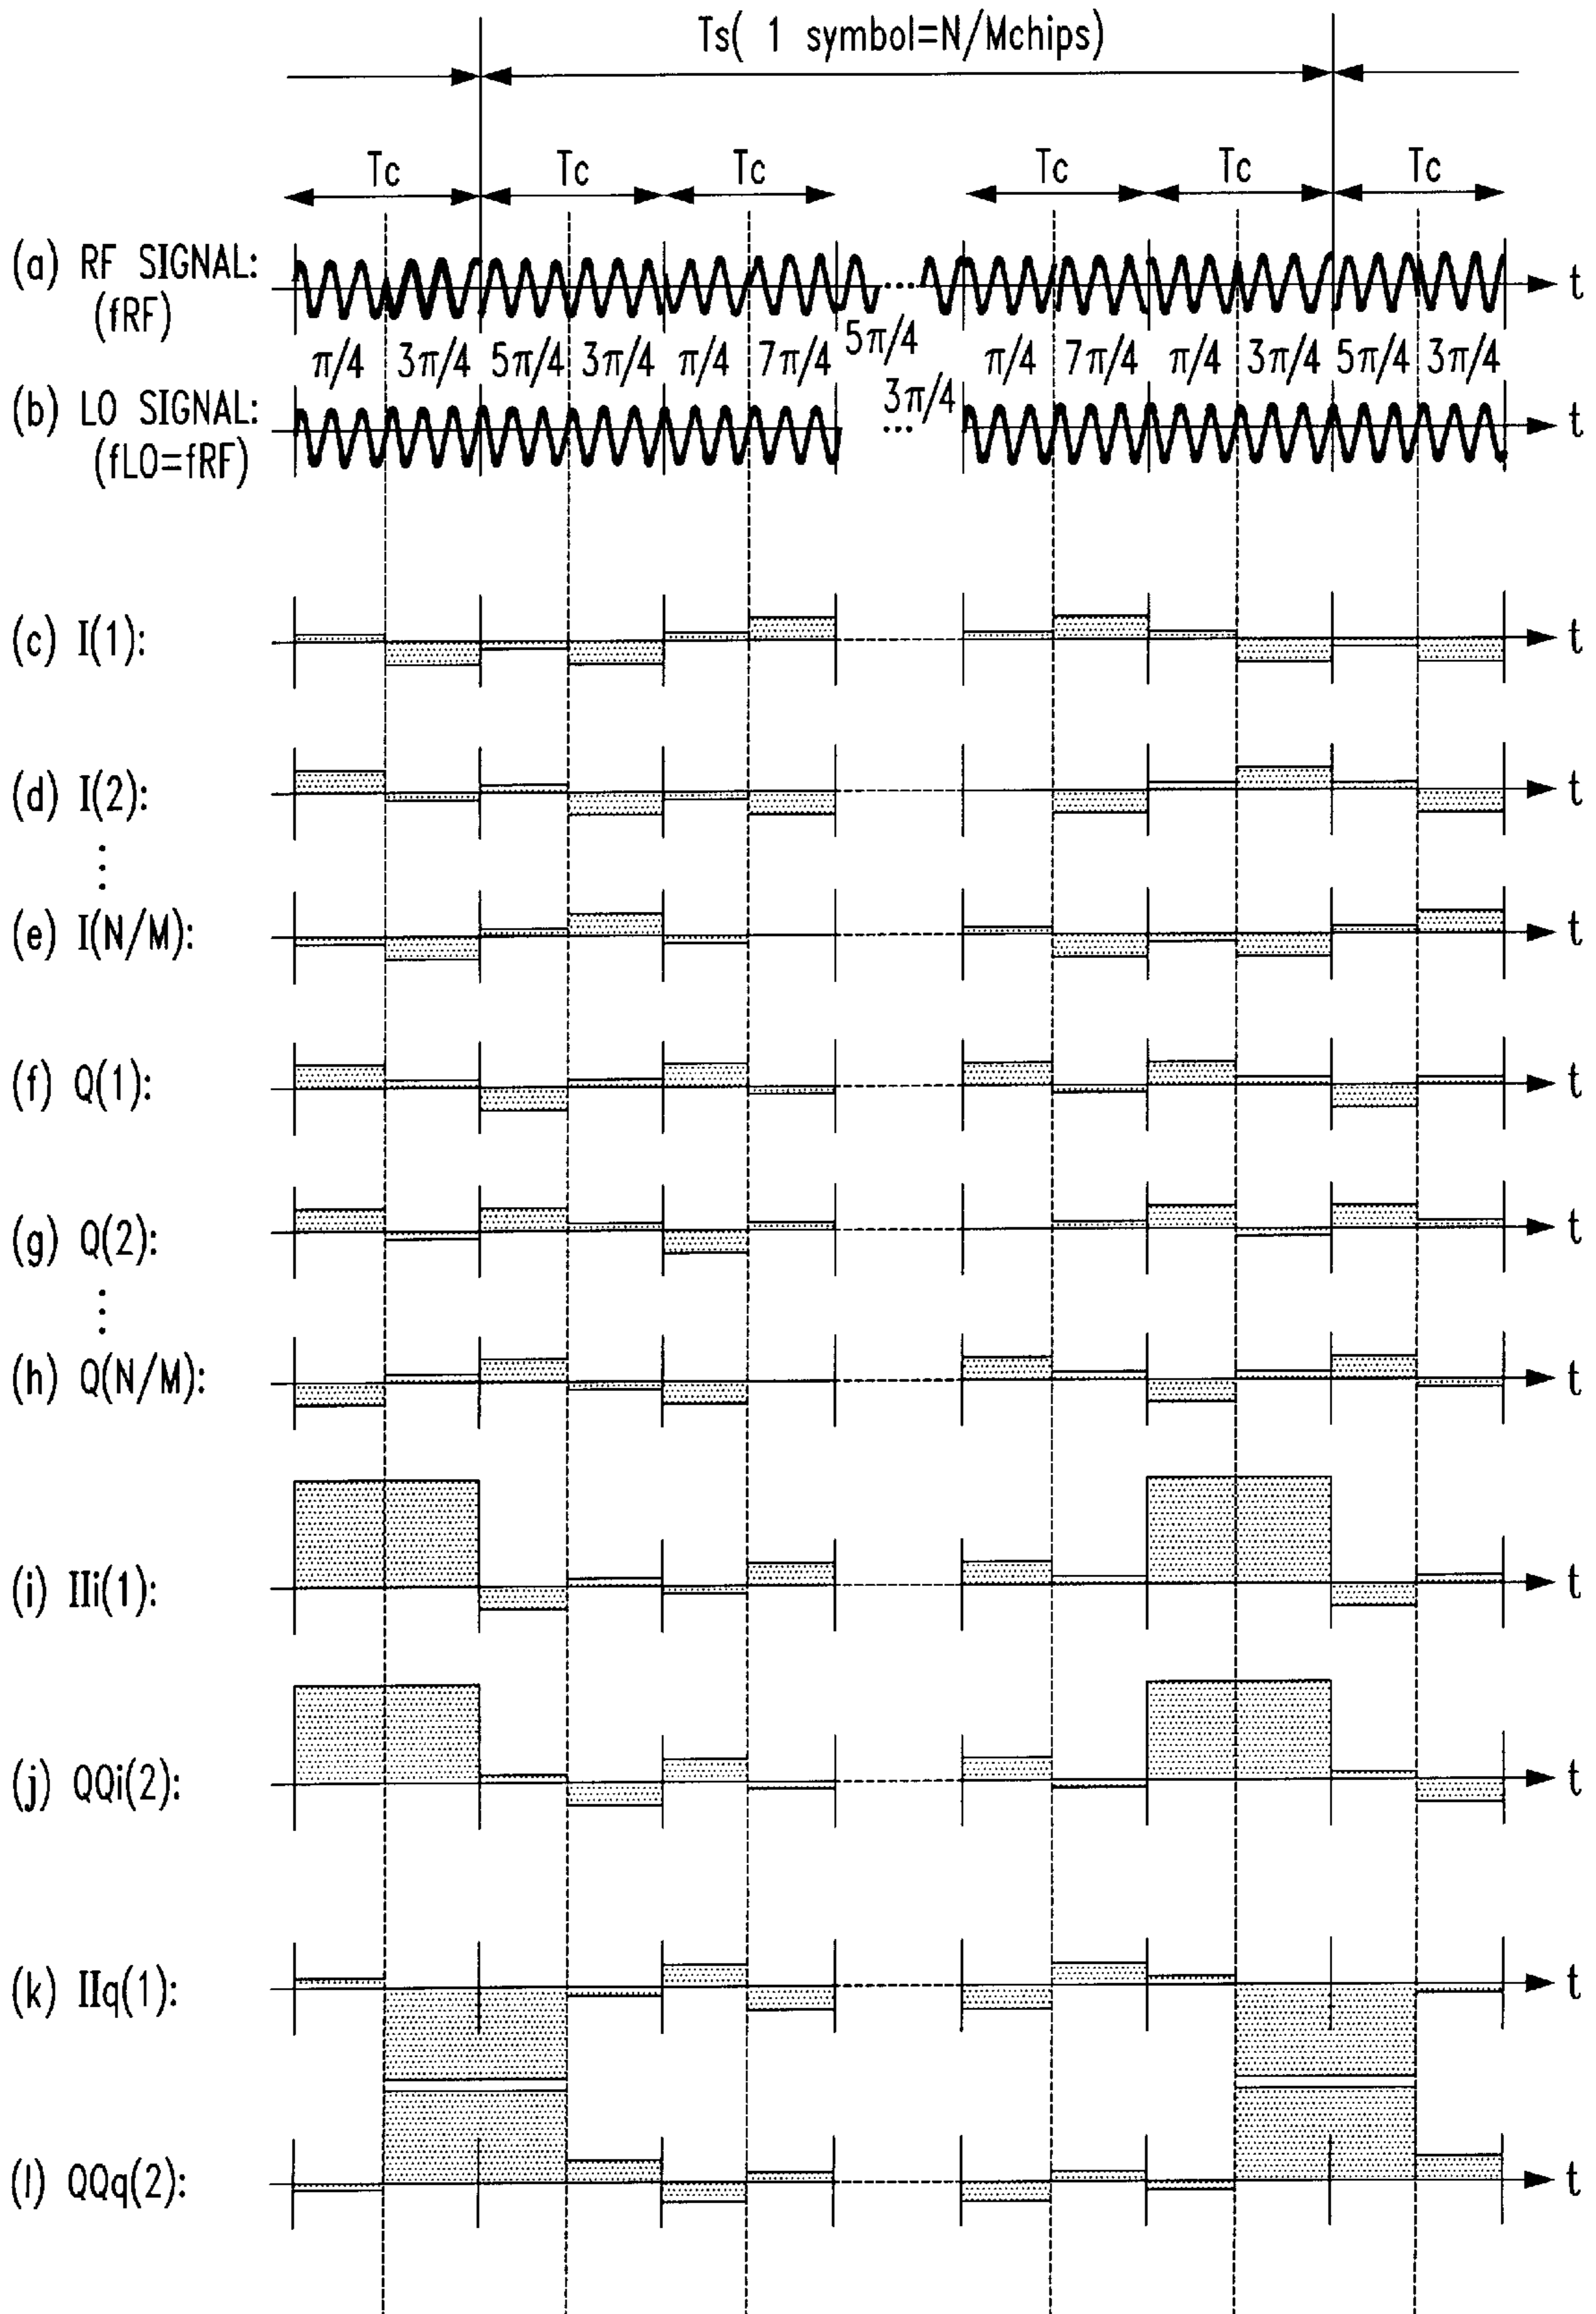 Ts( 1 symbol=N/Mchips)
Tc Tc Tc Tc Tc Tc
(a) RF SIGNAL: ... t
(fRF)
π/4 3π/4 5π/4 3π/4 π/4 7π/4 5π/4 π/4 7π/4 π/4 3π/4 5π/4 3π/4
3π/4
(b) LO SIGNAL: ... t
(fLO=fRF)
(c) I(1): t
(d) I(2): t
⋮
(e) I(N/M): t
(f) Q(1): t
(g) Q(2): t
⋮
(h) Q(N/M): t
(i) IIi(1): t
(j) QQi(2): t
(k) IIq(1): t
(l) QQq(2): t